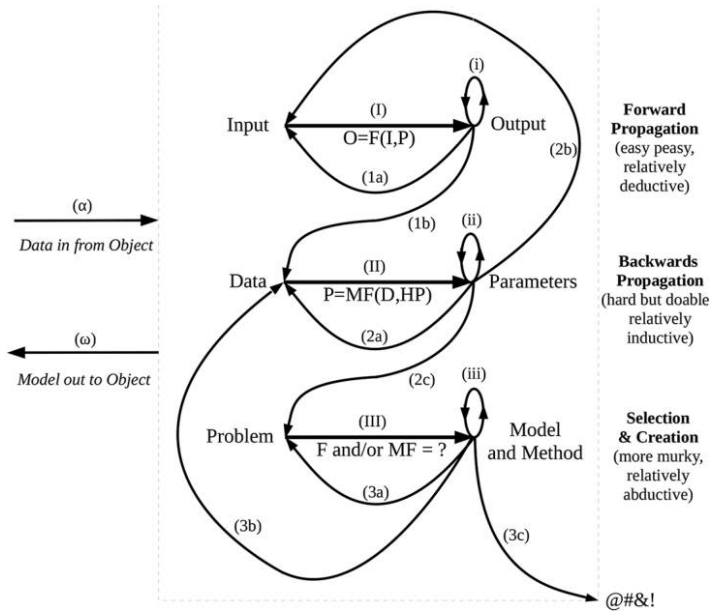 (i)
Input
(I)
Output
O=F(I,P)
(1a)
(2b)
Forward
Propagation
(easy peasy,
relatively
deductive)
(α)
Data in from Object
(1b)
(ii)
Data
(II)
Parameters
P=MF(D,HP)
(2a)
Backwards
Propagation
(hard but doable
relatively
inductive)
(ω)
Model out to Object
(2c)
(iii)
Problem
(III)
Model
and Method
F and/or MF = ?
(3a)
(3b)
(3c)
Selection
& Creation
(more murky,
relatively
abductive)
@#&!